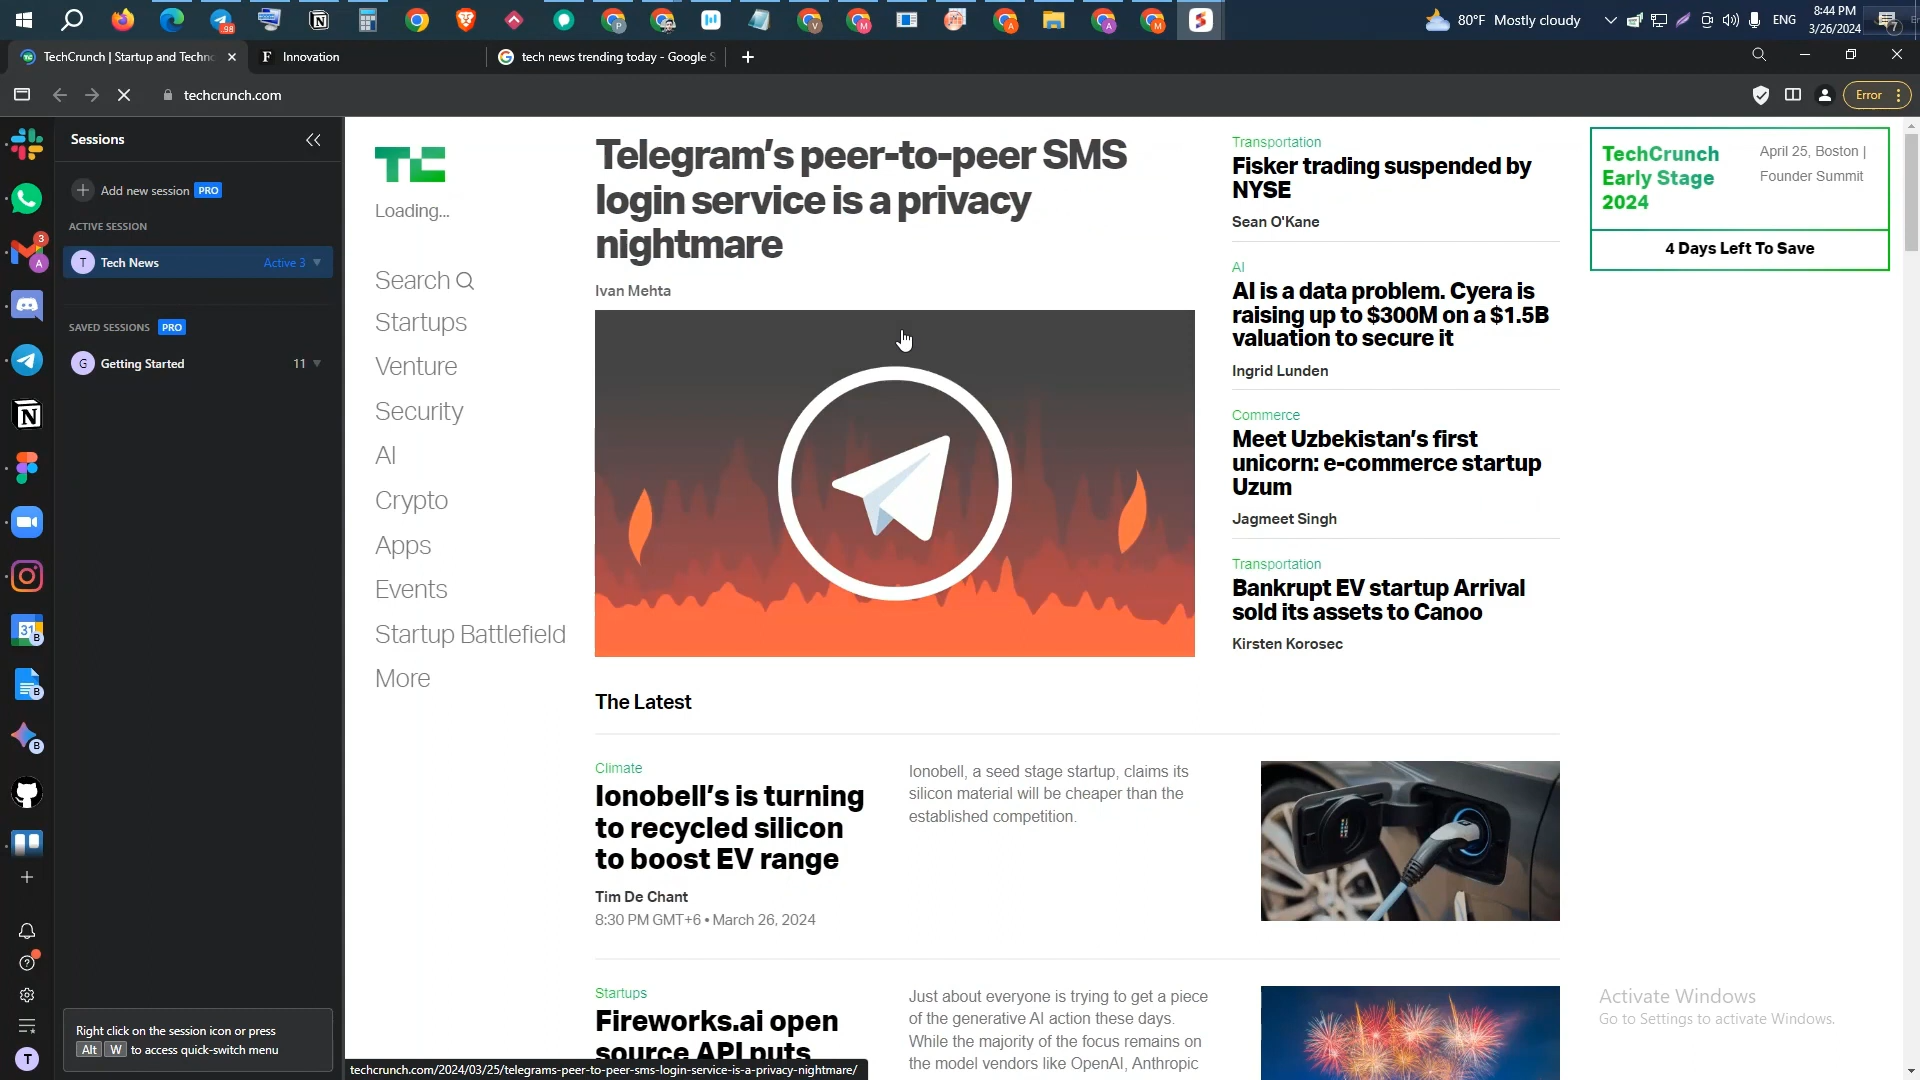 98
80°F Mostly cloudy
ENG
8:44 PM
3/26/2024
7
TechCrunch | Startup and Techno
Innovation
tech news trending today - Google S
techcrunch.com
Error
Sessions
Add new session PRO
ACTIVE SESSION
T Tech News Active 3
SAVED SESSIONS PRO
G Getting Started 11
3
A
31
B
B
B
T
Right click on the session icon or press
Alt W to access quick-switch menu
TC
Loading...
Search
Startups
Venture
Security
AI
Crypto
Apps
Events
Startup Battlefield
More
Telegram’s peer-to-peer SMS
login service is a privacy
nightmare
Ivan Mehta
Transportation
Fisker trading suspended by
NYSE
Sean O'Kane
AI
AI is a data problem. Cyera is
raising up to $300M on a $1.5B
valuation to secure it
Ingrid Lunden
Commerce
Meet Uzbekistan’s first
unicorn: e-commerce startup
Uzum
Jagmeet Singh
Transportation
Bankrupt EV startup Arrival
sold its assets to Canoo
Kirsten Korosec
TechCrunch
Early Stage
2024
April 25, Boston |
Founder Summit
4 Days Left To Save
The Latest
Climate
Ionobell’s is turning
to recycled silicon
to boost EV range
Tim De Chant
8:30 PM GMT+6 • March 26, 2024
Ionobell, a seed stage startup, claims its
silicon material will be cheaper than the
established competition.
Startups
Fireworks.ai open
source API puts
Just about everyone is trying to get a piece
of the generative AI action these days.
While the majority of the focus remains on
the model vendors like OpenAI, Anthropic
Activate Windows
Go to Settings to activate Windows.
techcrunch.com/2024/03/25/telegrams-peer-to-peer-sms-login-service-is-a-privacy-nightmare/